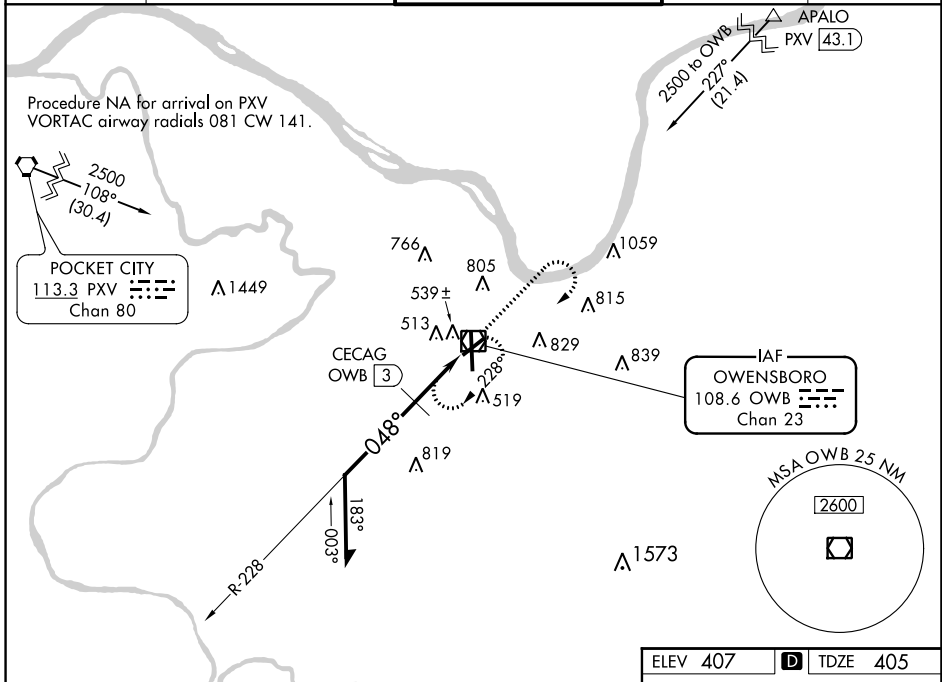 APALO
PXV 43.1
2500 to OWB
227°
(21.4)
Procedure NA for arrival on PXV
VORTAC airway radials 081 CW 141.
2500
108°
(30.4)
POCKET CITY
113.3 PXV
Chan 80
1449
766
805
1059
539 ±
513
815
829
839
CECAG
OWB 3
228°
519
IAF
OWENSBORO
108.6 OWB
Chan 23
048°
819
183°
003°
R-228
MSA OWB 25 NM
2600
1573
ELEV 407 D TDZE 405